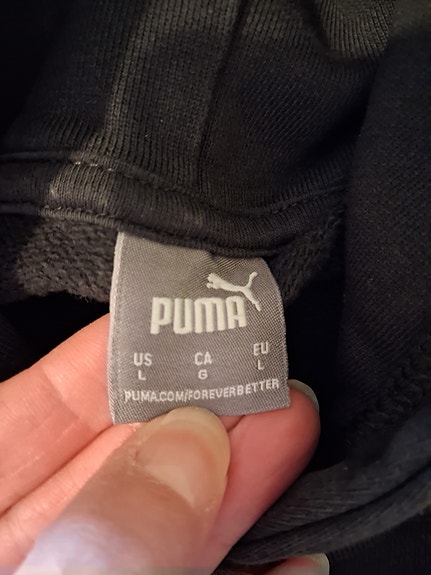 PUMA
US CA EU
L G L
PUMA.COM/FOREVERBETTER